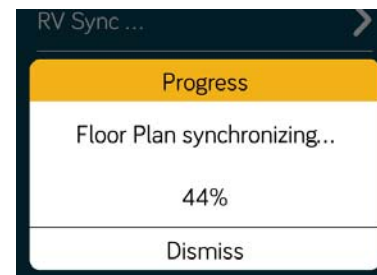 RV Sync ...
Progress
Floor Plan synchronizing...
44%
Dismiss